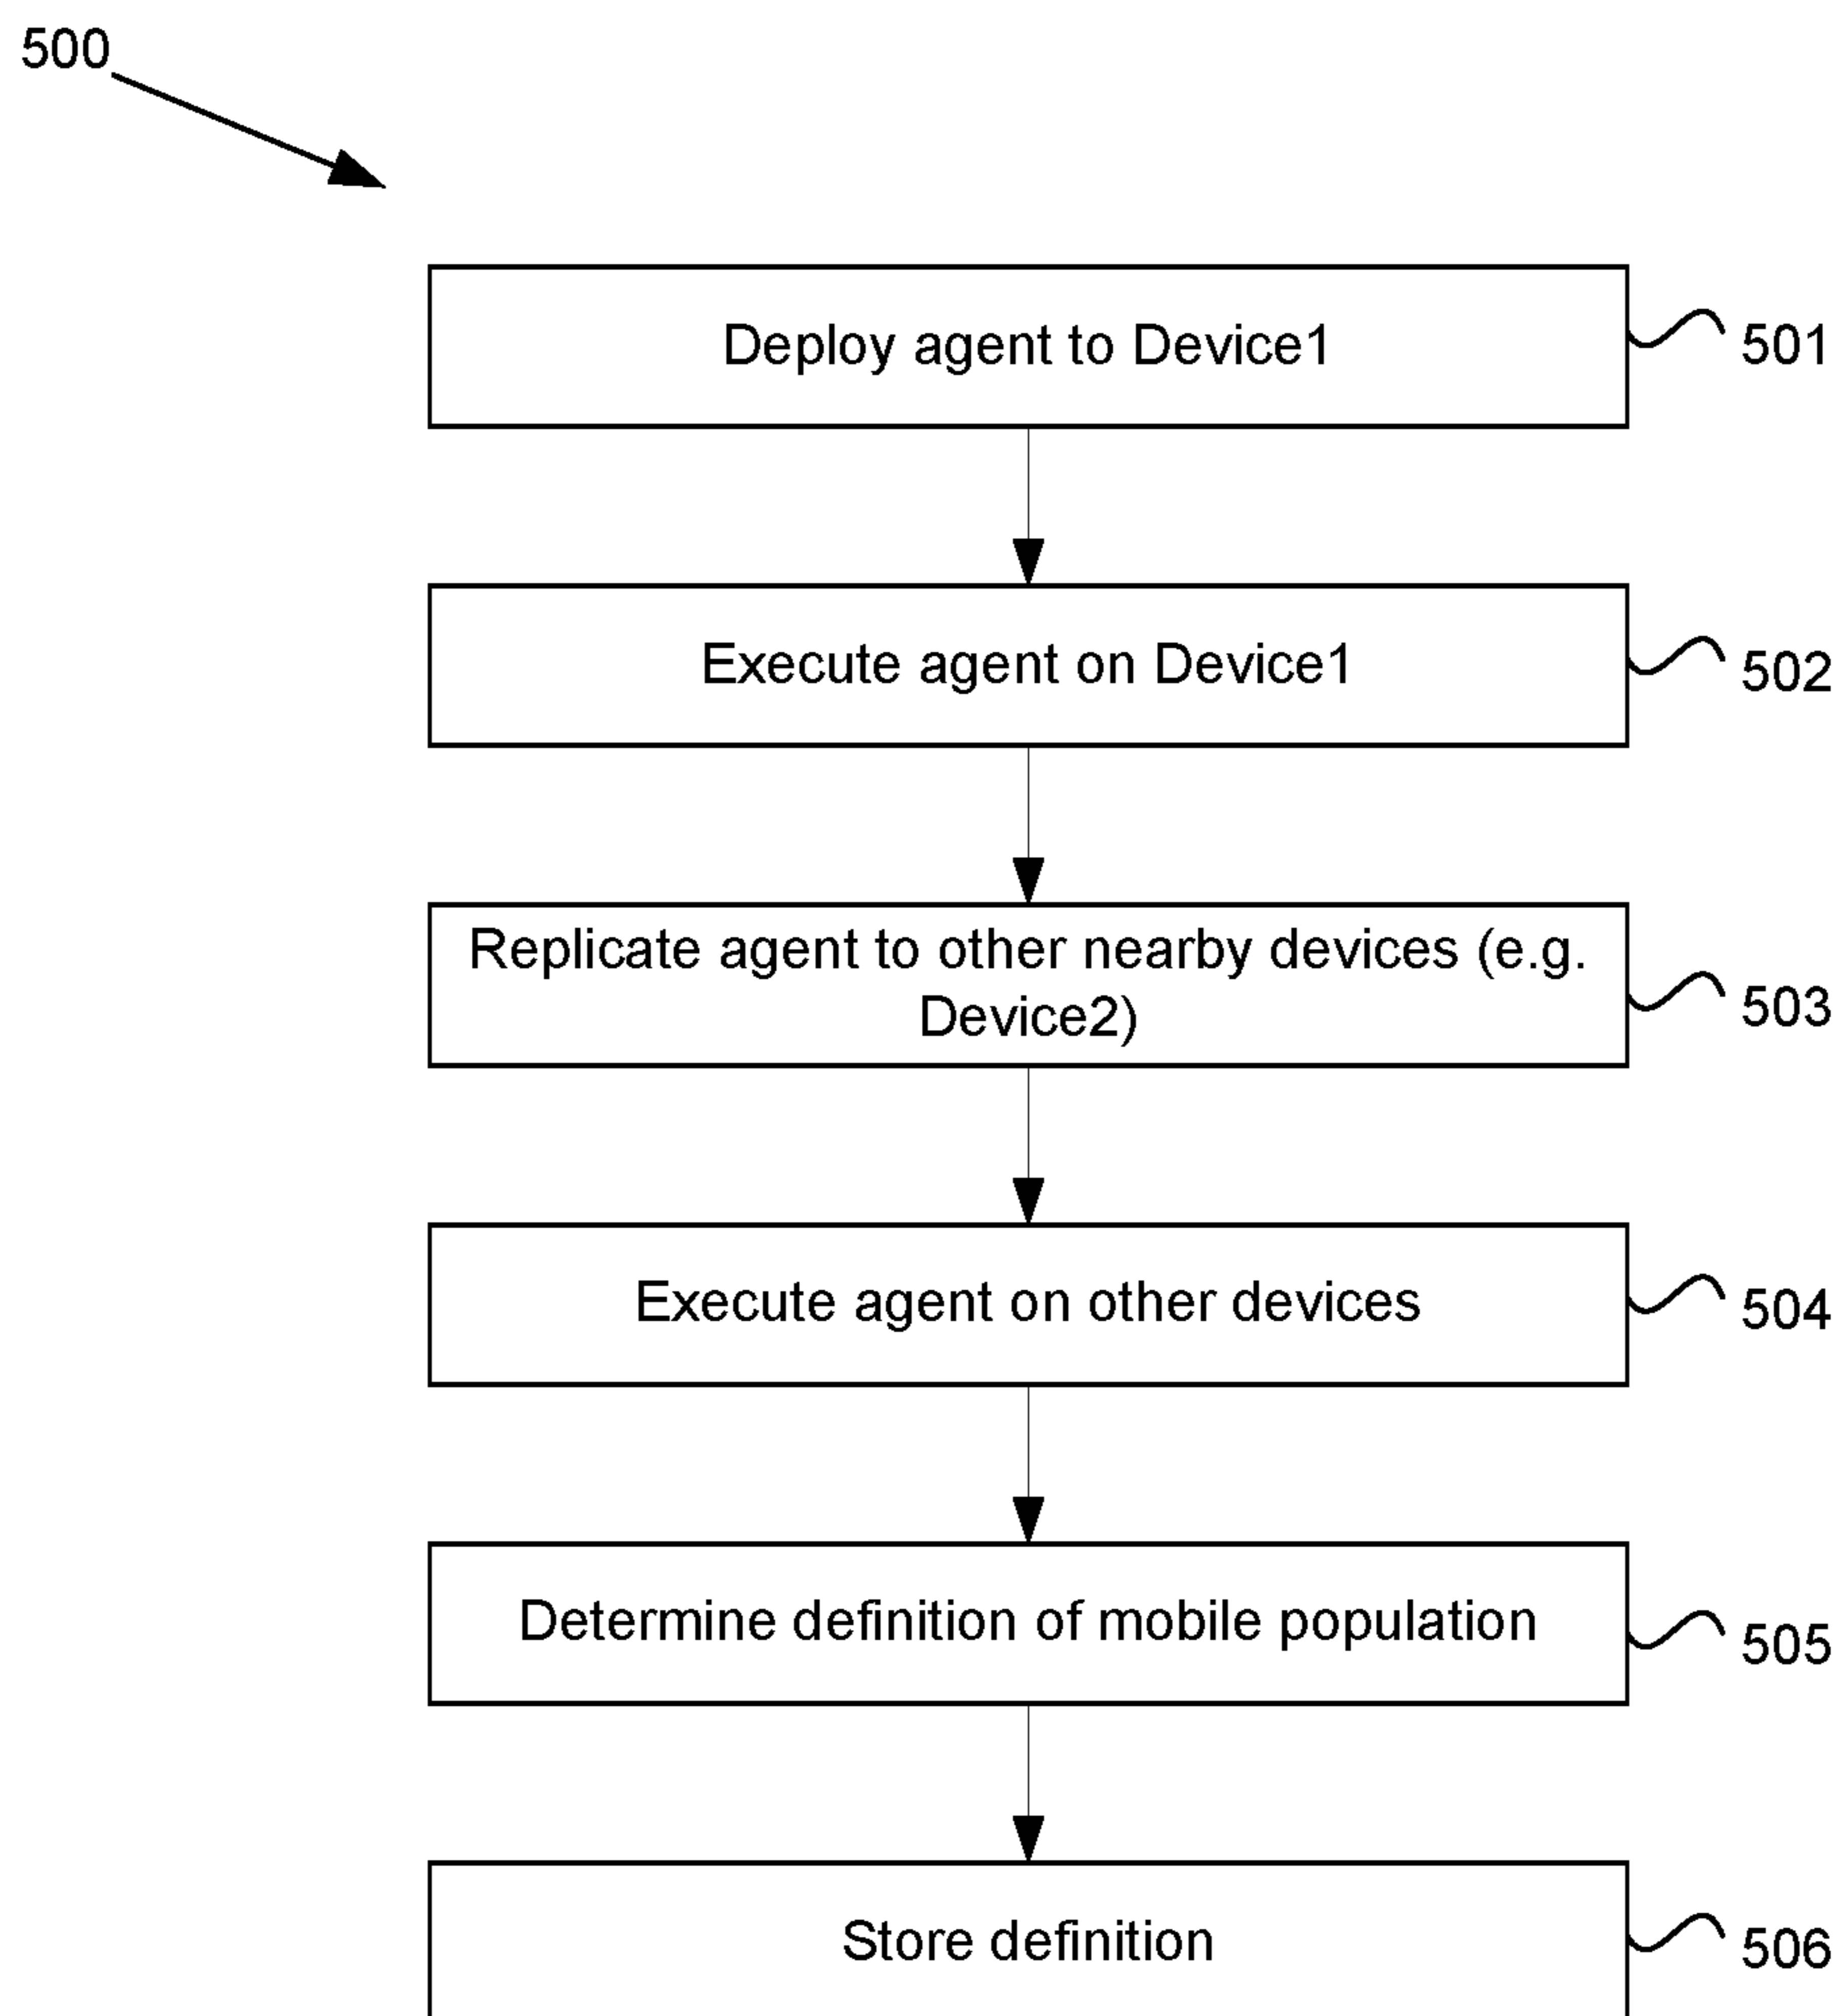 500
Deploy agent to Device1
501
Execute agent on Device1
502
Replicate agent to other nearby devices (e.g.
Device2)
503
Execute agent on other devices
504
Determine definition of mobile population
505
Store definition
506